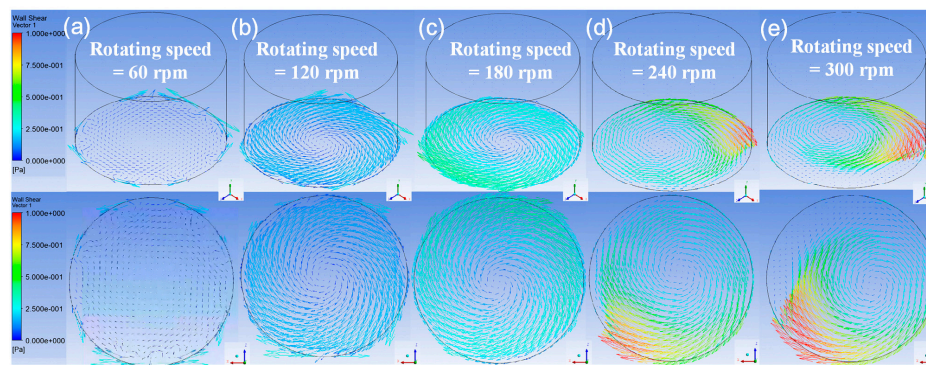 Wall Shear
Vector 1
1.000e+000
7.500e-001
5.000e-001
2.500e-001
0.000e+000
[Pa]
(a)
Rotating speed
= 60 rpm
(b)
Rotating speed
= 120 rpm
(c)
Rotating speed
= 180 rpm
(d)
Rotating speed
= 240 rpm
(e)
Rotating speed
= 300 rpm
Wall Shear
Vector 1
1.000e+000
7.500e-001
5.000e-001
2.500e-001
0.000e+000
[Pa]